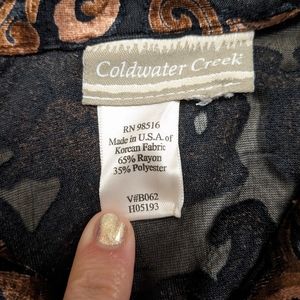 Coldwater Creek
RN 98516
Made in U.S.A. of
Korean Fabric
65% Rayon
35% Polyester
V#B062
H05193